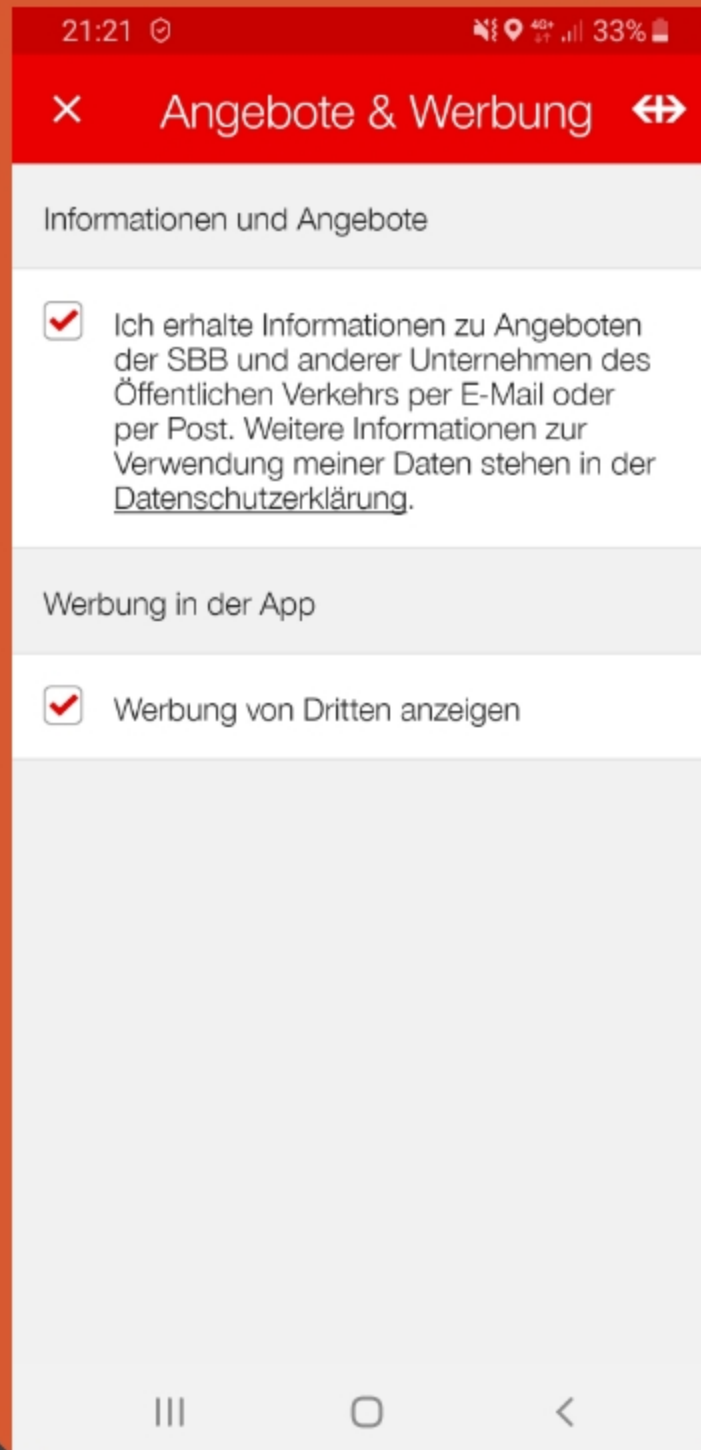 21:21 4G+ 33%
Angebote & Werbung
Informationen und Angebote
Ich erhalte Informationen zu Angeboten
der SBB und anderer Unternehmen des
Öffentlichen Verkehrs per E-Mail oder
per Post. Weitere Informationen zur
Verwendung meiner Daten stehen in der
Datenschutzerklärung.
Werbung in der App
Werbung von Dritten anzeigen